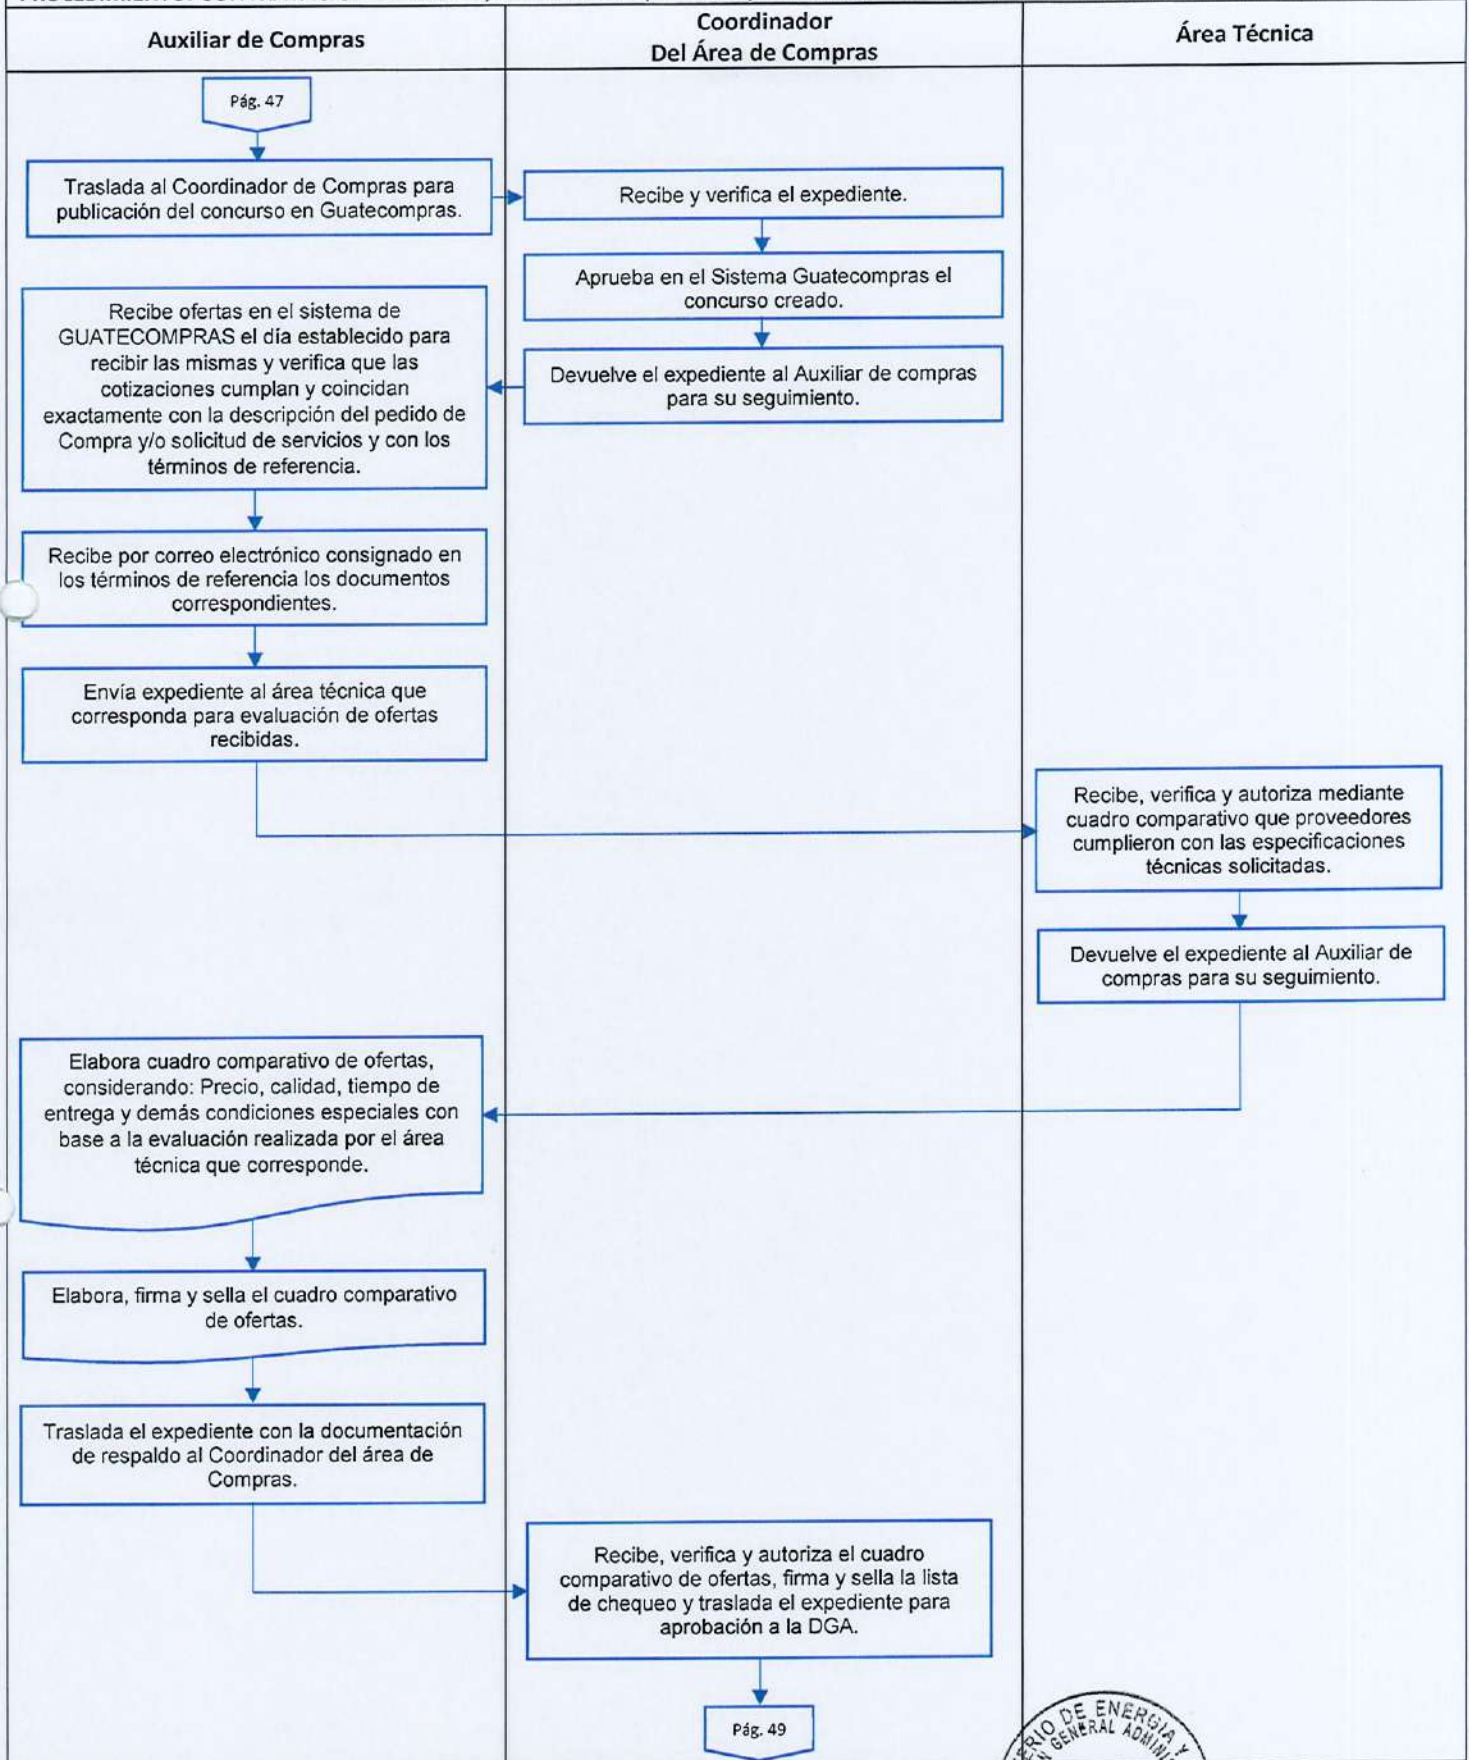 Auxiliar de Compras
Coordinador
Del Área de Compras
Área Técnica
Pág. 47
Traslada al Coordinador de Compras para
publicación del concurso en Guatecompras.
Recibe y verifica el expediente.
Aprueba en el Sistema Guatecompras el
concurso creado.
Devuelve el expediente al Auxiliar de compras
para su seguimiento.
Recibe ofertas en el sistema de
GUATECOMPRAS el día establecido para
recibir las mismas y verifica que las
cotizaciones cumplan y coincidan
exactamente con la descripción del pedido de
Compra y/o solicitud de servicios y con los
términos de referencia.
Recibe por correo electrónico consignado en
los términos de referencia los documentos
correspondientes.
Envía expediente al área técnica que
corresponda para evaluación de ofertas
recibidas.
Recibe, verifica y autoriza mediante
cuadro comparativo que proveedores
cumplieron con las especificaciones
técnicas solicitadas.
Devuelve el expediente al Auxiliar de
compras para su seguimiento.
Elabora cuadro comparativo de ofertas,
considerando: Precio, calidad, tiempo de
entrega y demás condiciones especiales con
base a la evaluación realizada por el área
técnica que corresponde.
Elabora, firma y sella el cuadro comparativo
de ofertas.
Traslada el expediente con la documentación
de respaldo al Coordinador del área de
Compras.
Recibe, verifica y autoriza el cuadro
comparativo de ofertas, firma y sella la lista
de chequeo y traslada el expediente para
aprobación a la DGA.
Pág. 49
DE ENERGIA Y
GENERAL